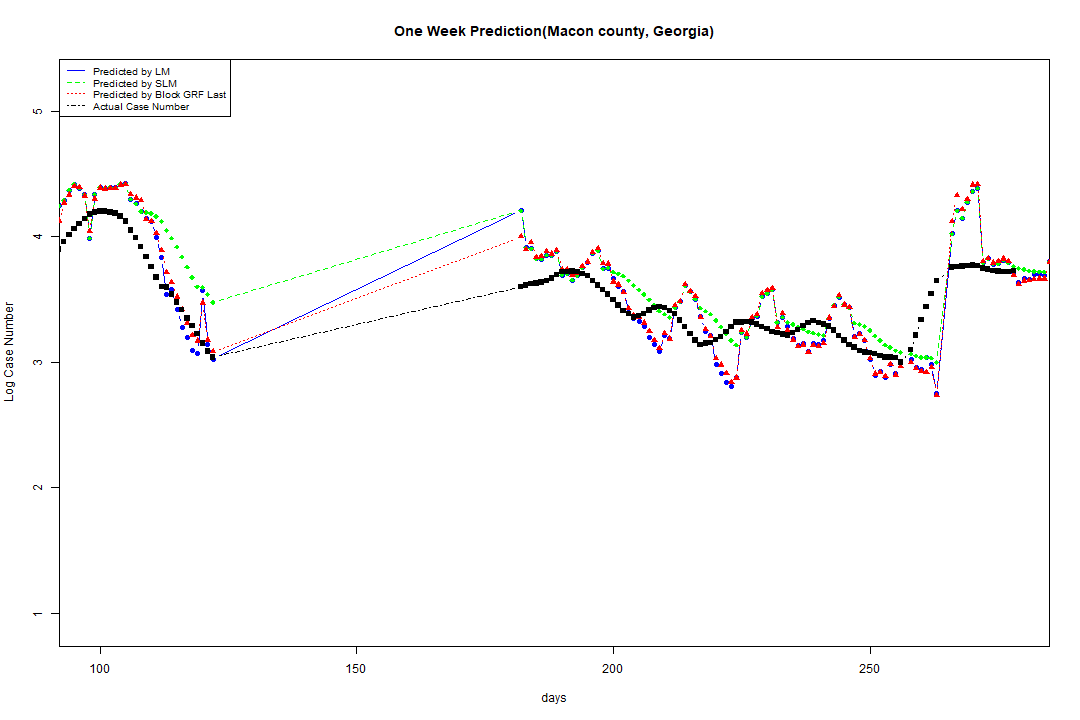 One Week Prediction(Macon county, Georgia)
Predicted by LM
Predicted by SLM
Predicted by Block GRF Last
Actual Case Number
5
4
3
2
1
Log Case Number
100 150 200 250
days